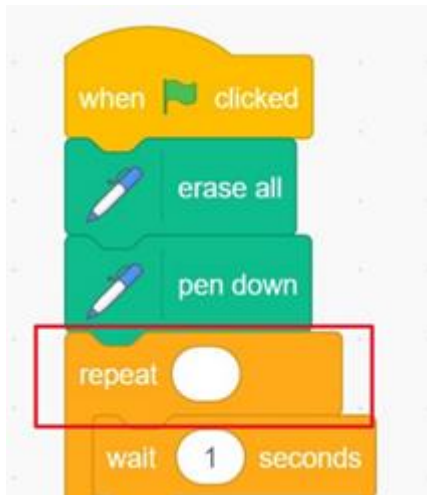 when clicked
erase all
pen down
repeat
wait 1 seconds